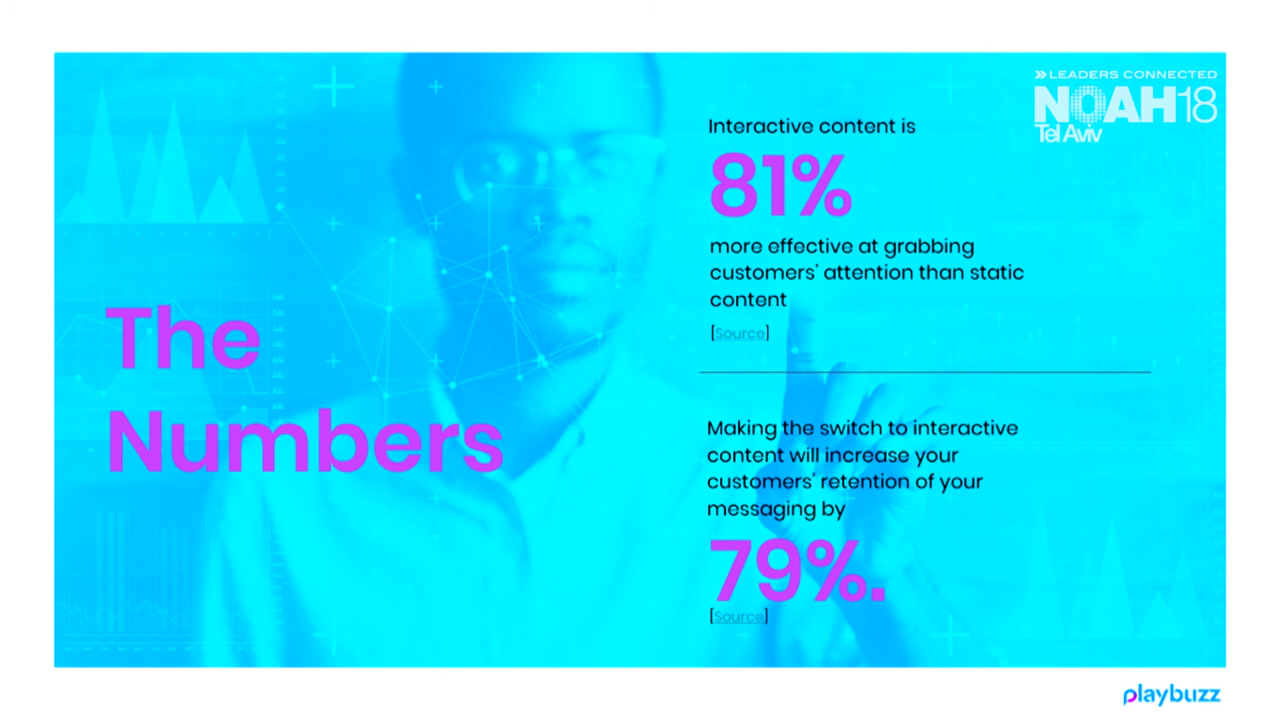 LEADERS CONNECTED
NOAH18
Tel Aviv
The
Numbers
Interactive content is
81%
more effective at grabbing
customers' attention than static
content
[Source]
Making the switch to interactive
content will increase your
customers' retention of your
messaging by
79%.
[Source]
playbuzz